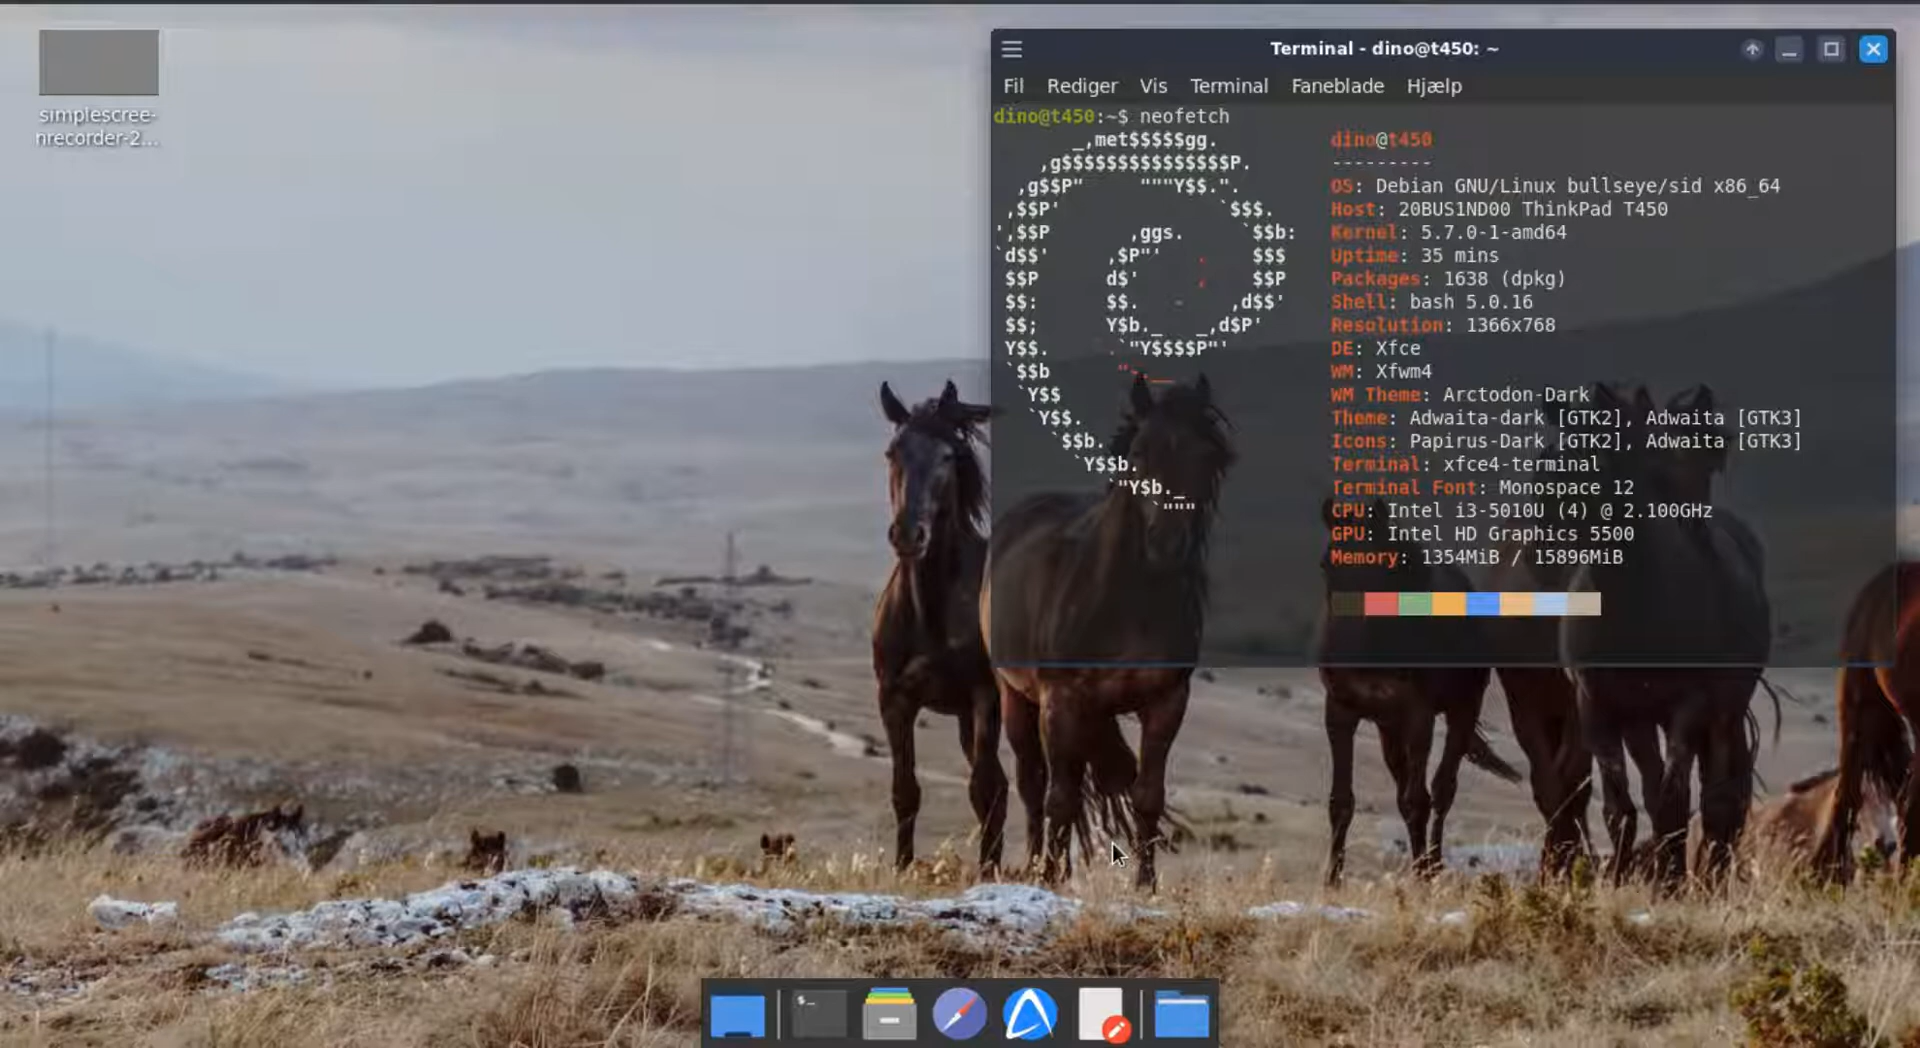 simplescree-
nrecorder-2...
Terminal - dino@t450: ~
Fil Rediger Vis Terminal Faneblade Hjælp
dino@t450:~$ neofetch
_,met$$$$$gg.
,g$$$$$$$$$$$$$$$P.
,g$$P"     """Y$$.".
,$$P'              `$$$.
',$$P       ,ggs.     `$$b:
`d$$'     ,$P"'   .    $$$
$$P      d$'     ,    $$P
$$:      $$.   -    ,d$$'
$$;      Y$b._   _,d$P'
Y$$.    `.`"Y$$$$P"'
`$$b      "-.__
`Y$$
`Y$$.
`$$b.
`Y$$b.
`"Y$b._
`"""
dino@t450
---------
OS: Debian GNU/Linux bullseye/sid x86_64
Host: 20BUS1ND00 ThinkPad T450
Kernel: 5.7.0-1-amd64
Uptime: 35 mins
Packages: 1638 (dpkg)
Shell: bash 5.0.16
Resolution: 1366x768
DE: Xfce
WM: Xfwm4
WM Theme: Arctodon-Dark
Theme: Adwaita-dark [GTK2], Adwaita [GTK3]
Icons: Papirus-Dark [GTK2], Adwaita [GTK3]
Terminal: xfce4-terminal
Terminal Font: Monospace 12
CPU: Intel i3-5010U (4) @ 2.100GHz
GPU: Intel HD Graphics 5500
Memory: 1354MiB / 15896MiB
$_